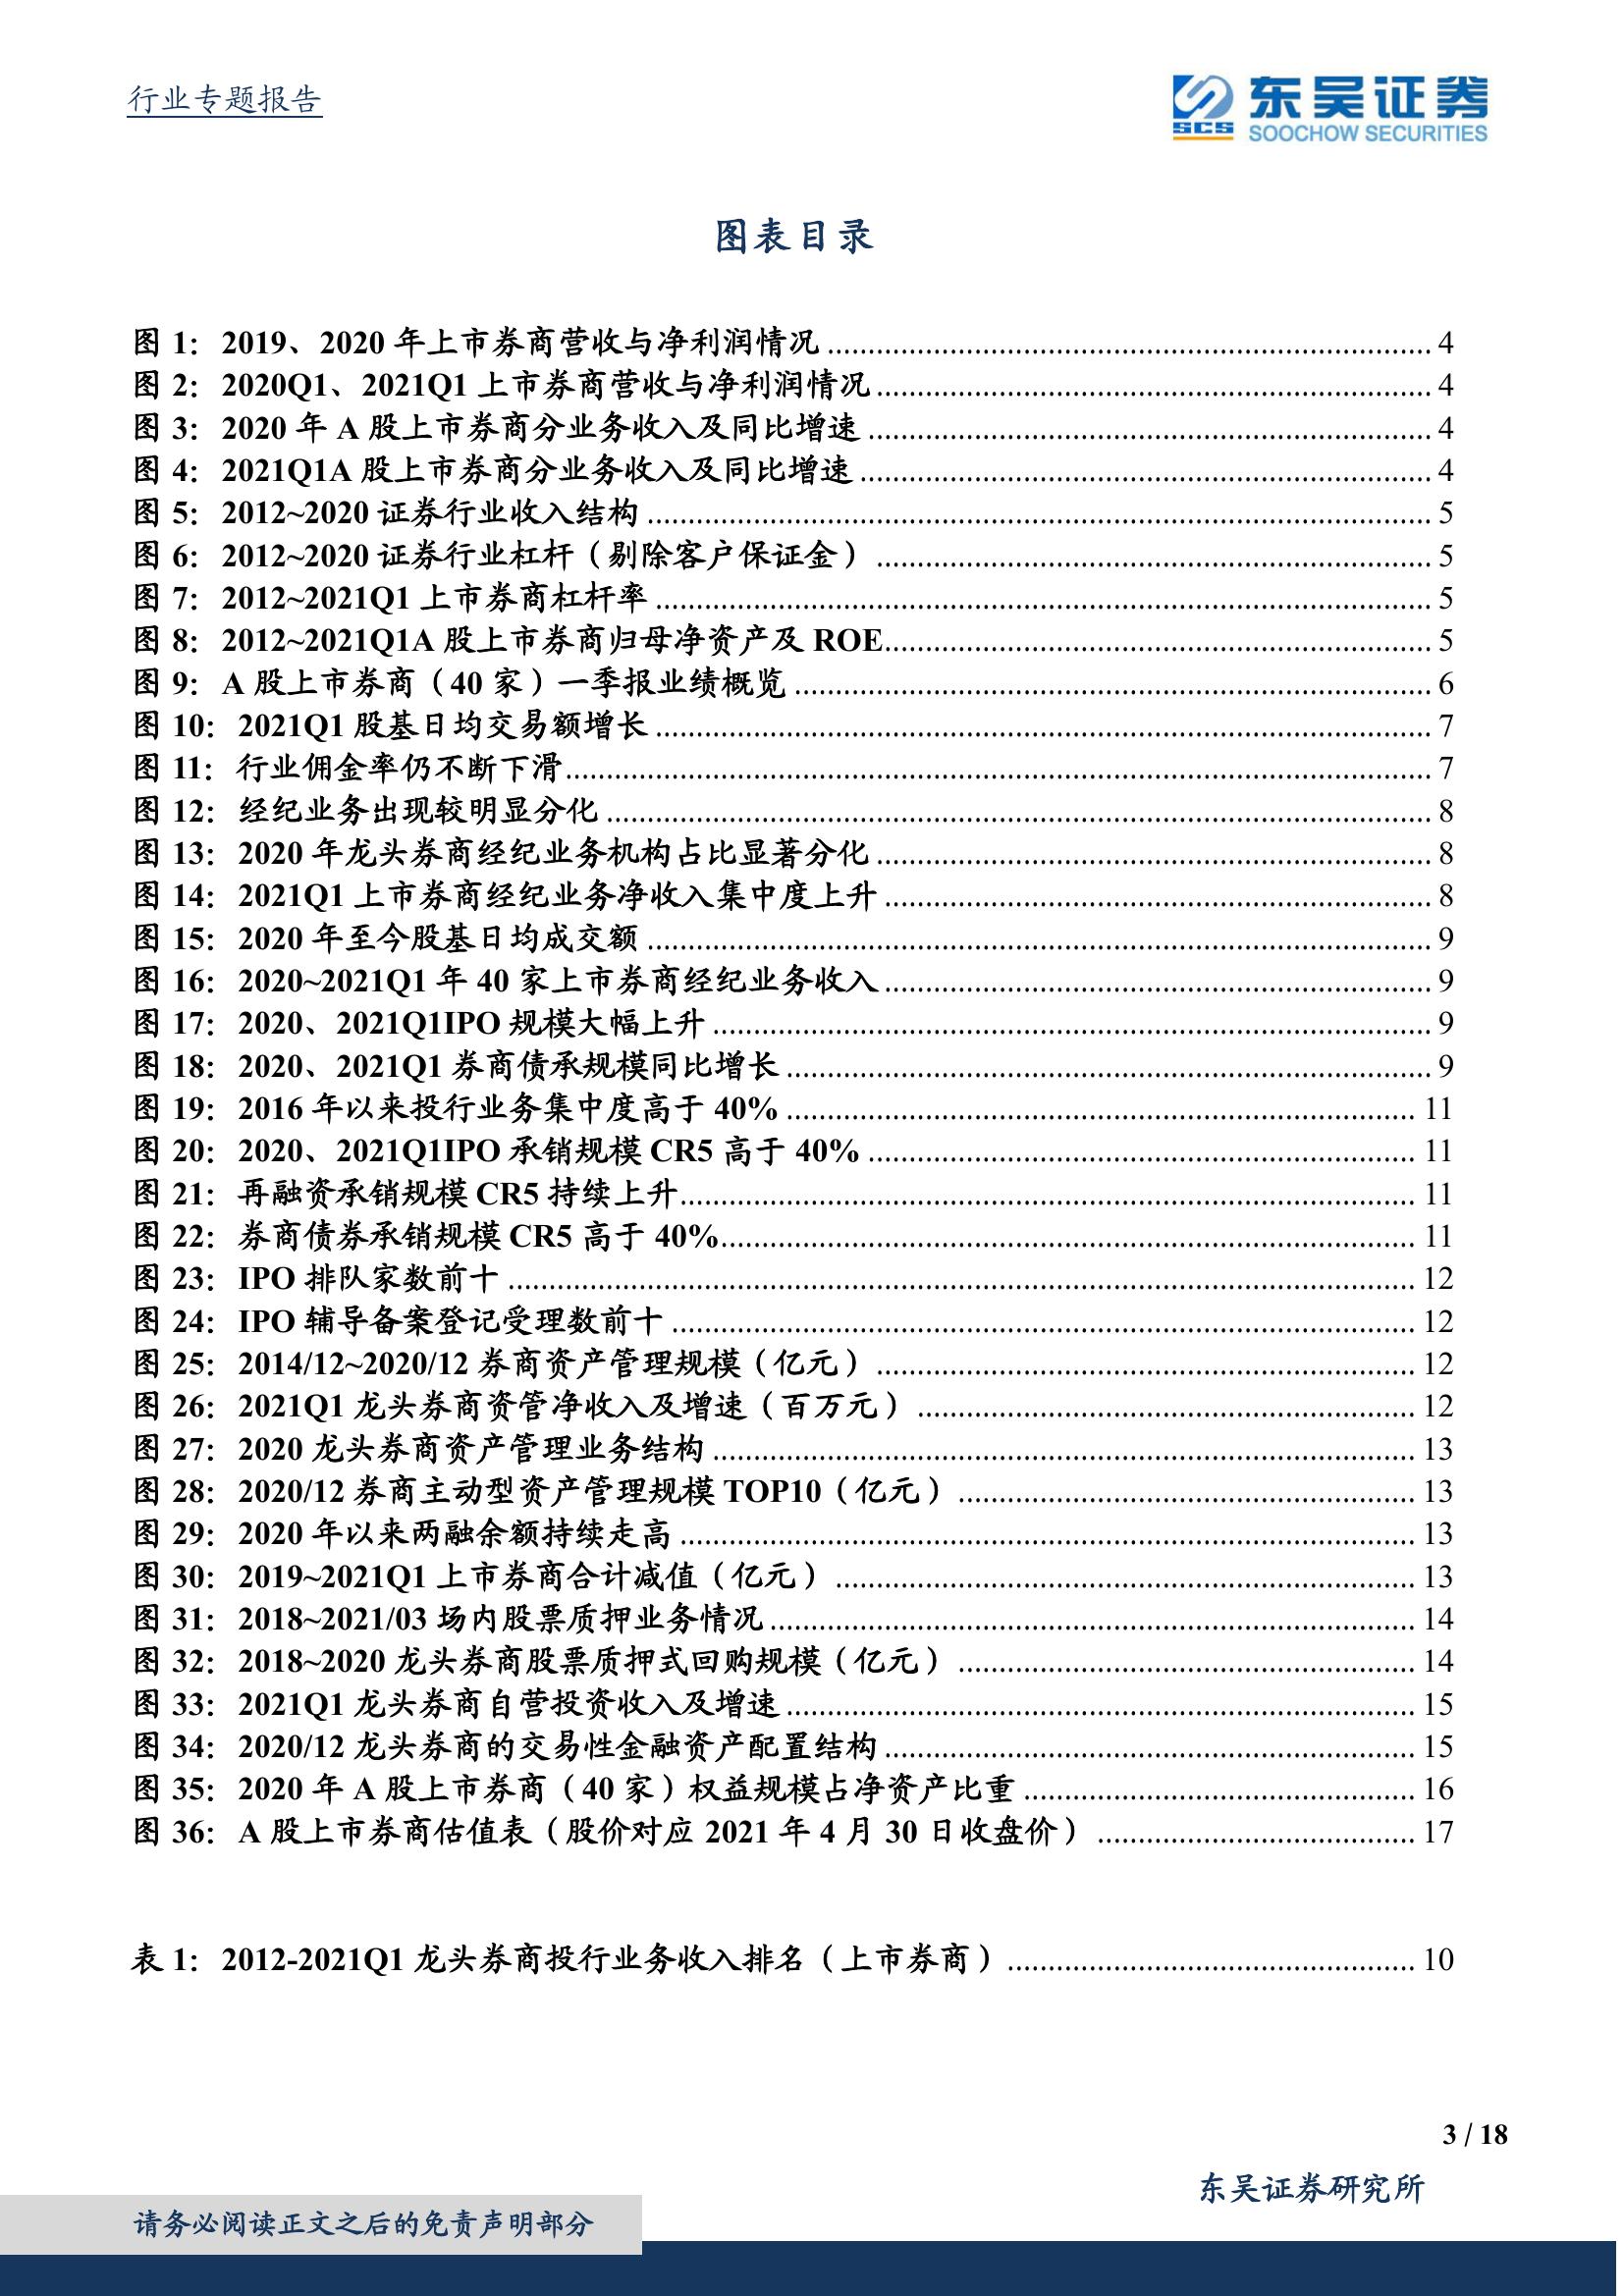 行业专题报告
SCS 东吴证券
SOOCHOW SECURITIES
图表目录
图 1： 2019、2020 年上市券商营收与净利润情况 4
图 2： 2020Q1、2021Q1 上市券商营收与净利润情况 4
图 3： 2020 年 A 股上市券商分业务收入及同比增速 4
图 4： 2021Q1A 股上市券商分业务收入及同比增速 4
图 5： 2012~2020 证券行业收入结构 5
图 6： 2012~2020 证券行业杠杆（剔除客户保证金） 5
图 7： 2012~2021Q1 上市券商杠杆率 5
图 8： 2012~2021Q1A 股上市券商归母净资产及 ROE 5
图 9： A 股上市券商（40 家）一季报业绩概览 6
图 10： 2021Q1 股基日均交易额增长 7
图 11： 行业佣金率仍不断下滑 7
图 12： 经纪业务出现较明显分化 8
图 13： 2020 年龙头券商经纪业务机构占比显著分化 8
图 14： 2021Q1 上市券商经纪业务净收入集中度上升 8
图 15： 2020 年至今股基日均成交额 9
图 16： 2020~2021Q1 年 40 家上市券商经纪业务收入 9
图 17： 2020、2021Q1IPO 规模大幅上升 9
图 18： 2020、2021Q1 券商债承规模同比增长 9
图 19： 2016 年以来投行业务集中度高于 40% 11
图 20： 2020、2021Q1IPO 承销规模 CR5 高于 40% 11
图 21： 再融资承销规模 CR5 持续上升 11
图 22： 券商债券承销规模 CR5 高于 40% 11
图 23： IPO 排队家数前十 12
图 24： IPO 辅导备案登记受理数前十 12
图 25： 2014/12~2020/12 券商资产管理规模（亿元） 12
图 26： 2021Q1 龙头券商资管净收入及增速（百万元） 12
图 27： 2020 龙头券商资产管理业务结构 13
图 28： 2020/12 券商主动型资产管理规模 TOP10（亿元） 13
图 29： 2020 年以来两融余额持续走高 13
图 30： 2019~2021Q1 上市券商合计减值（亿元） 13
图 31： 2018~2021/03 场内股票质押业务情况 14
图 32： 2018~2020 龙头券商股票质押式回购规模（亿元） 14
图 33： 2021Q1 龙头券商自营投资收入及增速 15
图 34： 2020/12 龙头券商的交易性金融资产配置结构 15
图 35： 2020 年 A 股上市券商（40 家）权益规模占净资产比重 16
图 36： A 股上市券商估值表（股价对应 2021 年 4 月 30 日收盘价） 17
表 1： 2012-2021Q1 龙头券商投行业务收入排名（上市券商） 10
3 / 18
东吴证券研究所
请务必阅读正文之后的免责声明部分